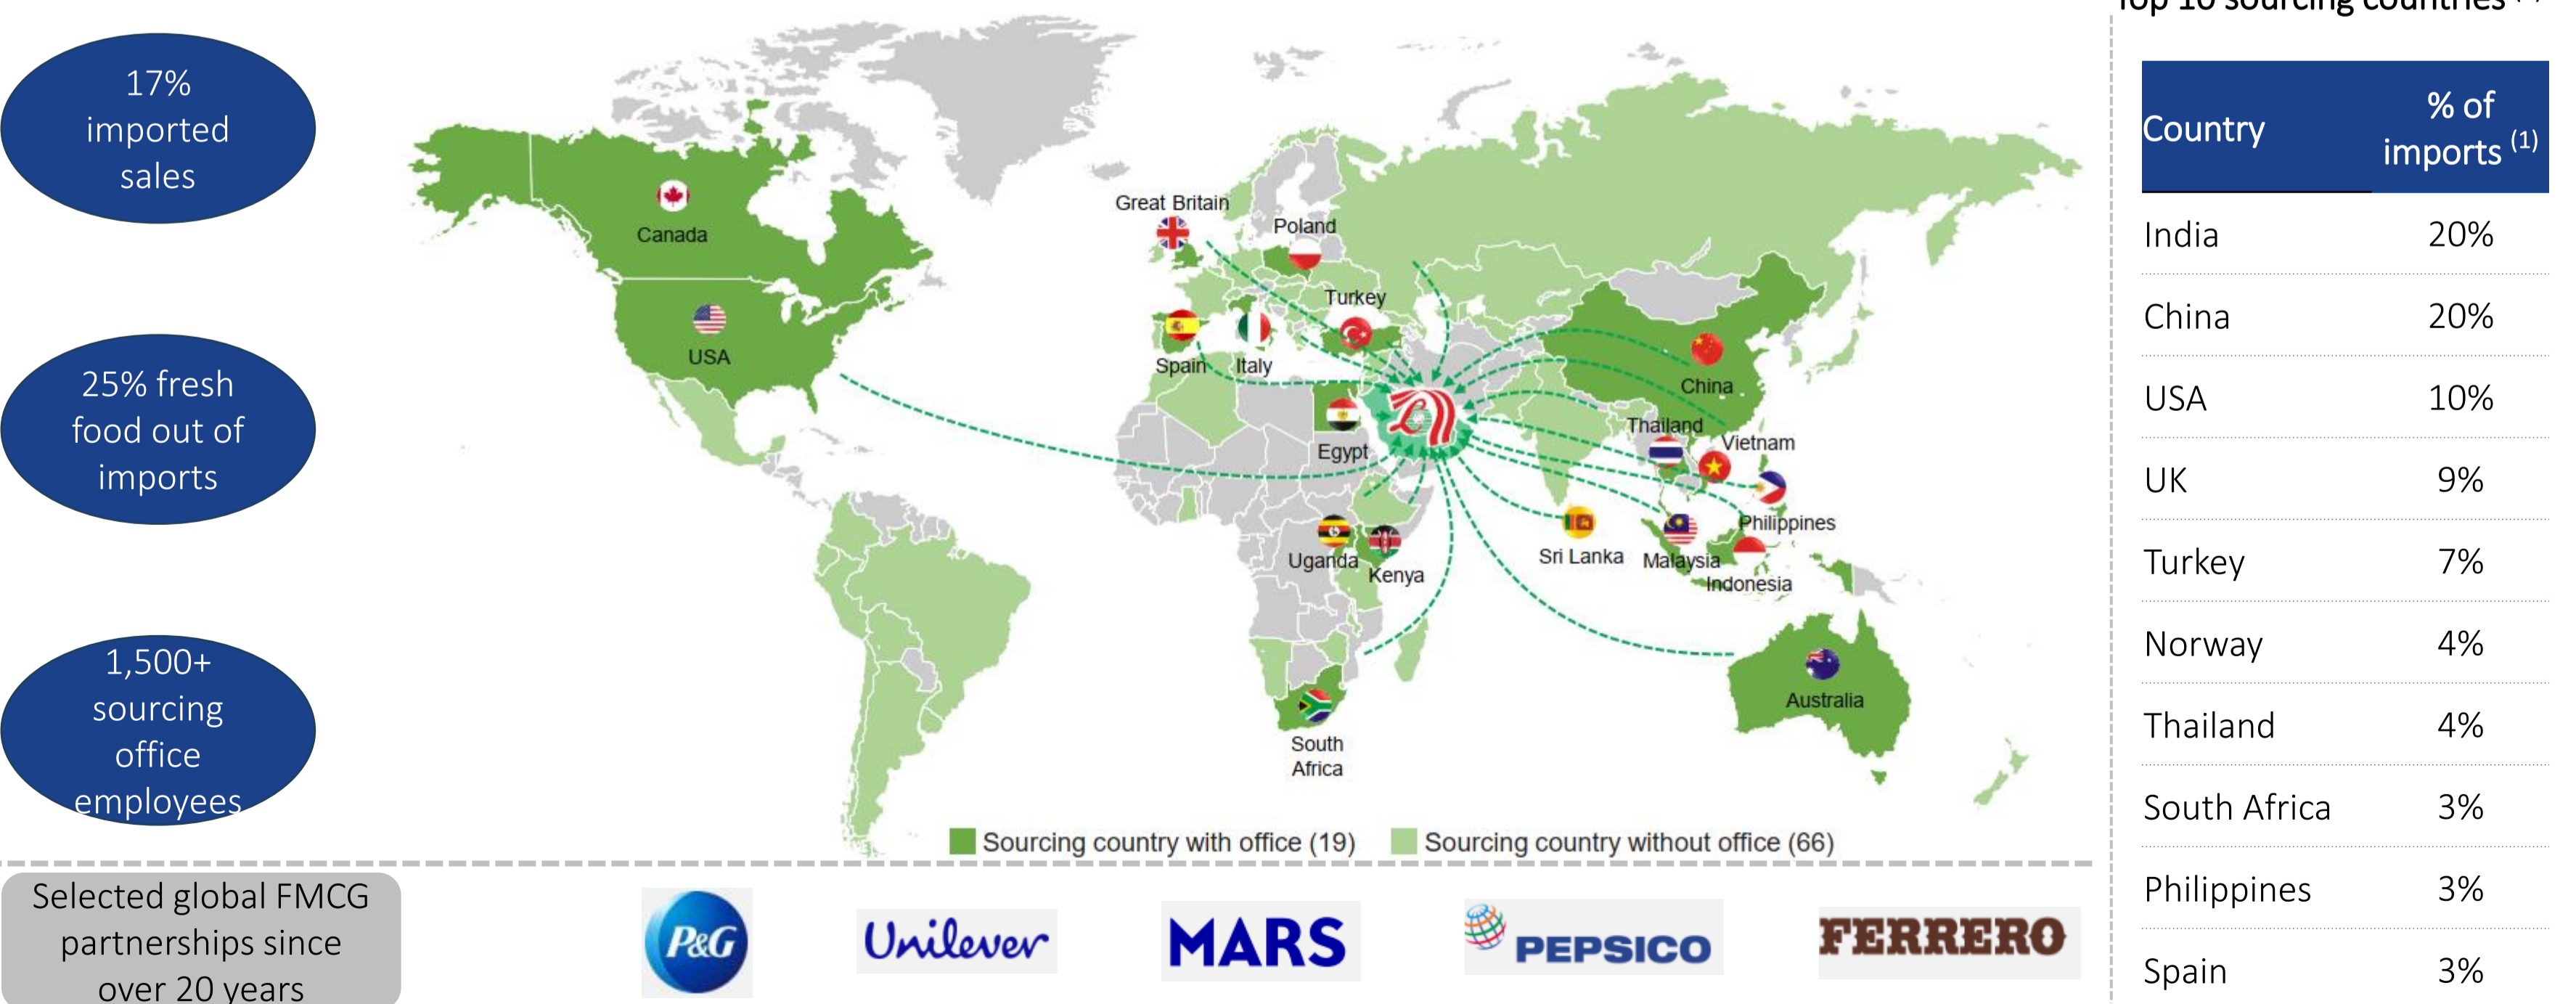 17%
imported
sales
25% fresh
food out of
imports
1,500+
sourcing
office
employees
Canada
USA
Great Britain
Poland
Turkey
Spain
Italy
Egypt
Uganda
Kenya
South
Africa
China
Thailand
Vietnam
Philippines
Sri Lanka
Malaysia
Indonesia
Australia
Sourcing country with office (19)
Sourcing country without office (66)
Top 10 sourcing countries
Country % of
imports (1)
India 20%
China 20%
USA 10%
UK 9%
Turkey 7%
Norway 4%
Thailand 4%
South Africa 3%
Philippines 3%
Spain 3%
Selected global FMCG
partnerships since
over 20 years
P&G
Unilever
MARS
PEPSICO
FERRERO